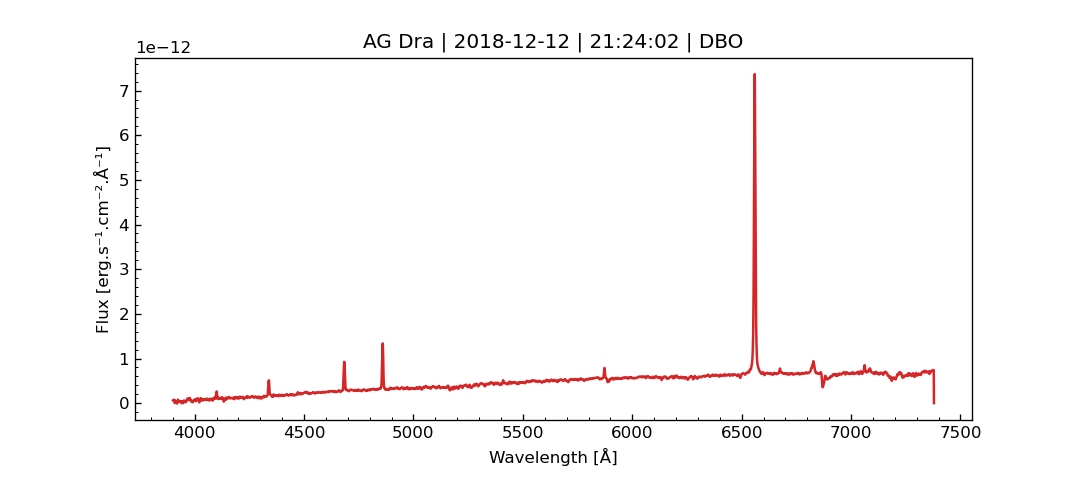 AG Dra | 2018-12-12 | 21:24:02 | DBO
1e−12
7
6
5
4
3
2
1
0
Flux [erg.s⁻¹.cm⁻².Å⁻¹]
4000 4500 5000 5500 6000 6500 7000 7500
Wavelength [Å]